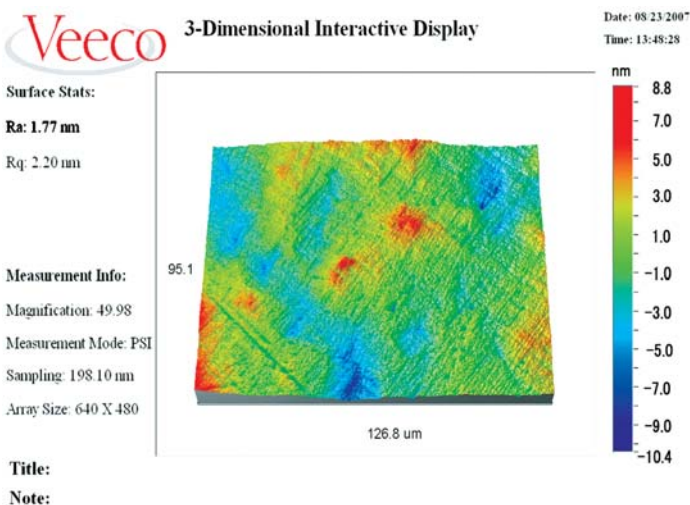 Veeco
3-Dimensional Interactive Display
Date: 08/23/2007
Time: 13:48:28
Surface Stats:
Ra: 1.77 nm
Rq: 2.20 nm
Measurement Info:
Magnification: 49.98
Measurement Mode: PSI
Sampling: 198.10 nm
Array Size: 640 X 480
95.1
126.8 um
nm
8.8
7.0
5.0
3.0
1.0
-1.0
-3.0
-5.0
-7.0
-9.0
-10.4
Title:
Note: